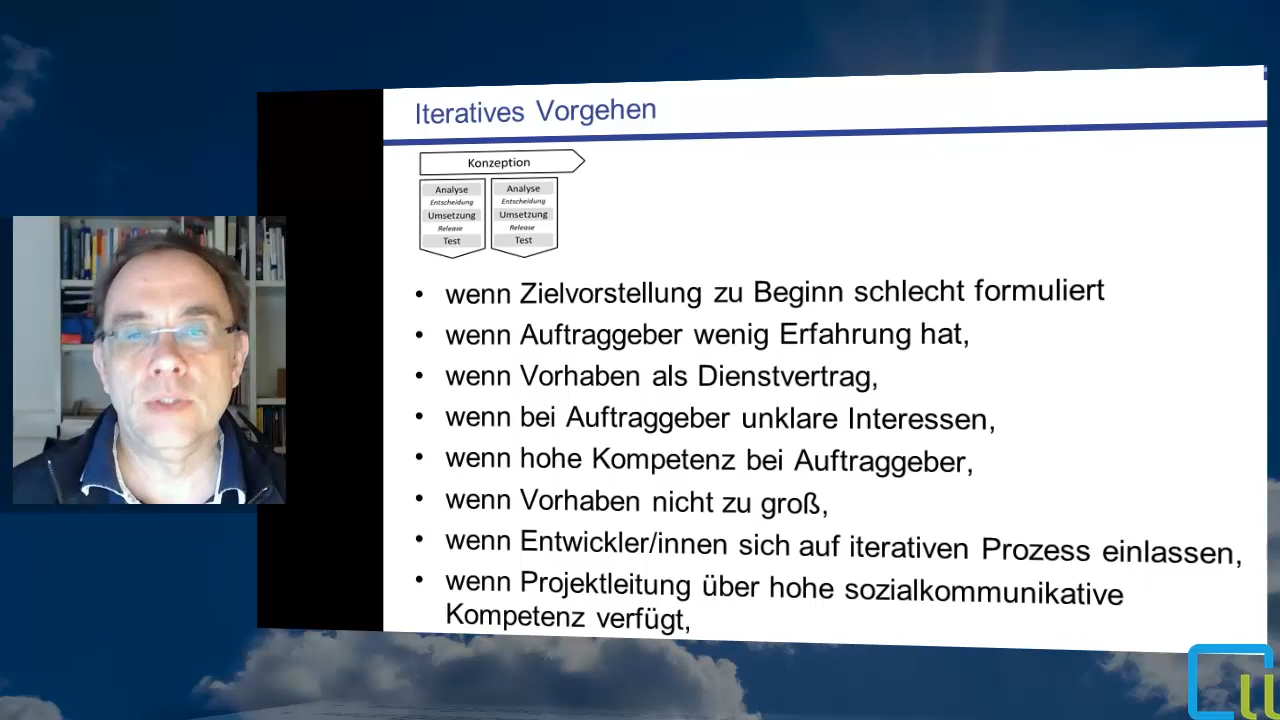 Iteratives Vorgehen
Konzeption
Analyse
Entscheidung
Umsetzung
Release
Test
Analyse
Entscheidung
Umsetzung
Release
Test
• wenn Zielvorstellung zu Beginn schlecht formuliert
• wenn Auftraggeber wenig Erfahrung hat,
• wenn Vorhaben als Dienstvertrag,
• wenn bei Auftraggeber unklare Interessen,
• wenn hohe Kompetenz bei Auftraggeber,
• wenn Vorhaben nicht zu groß,
• wenn Entwickler/innen sich auf iterativen Prozess einlassen,
• wenn Projektleitung über hohe sozialkommunikative
Kompetenz verfügt,